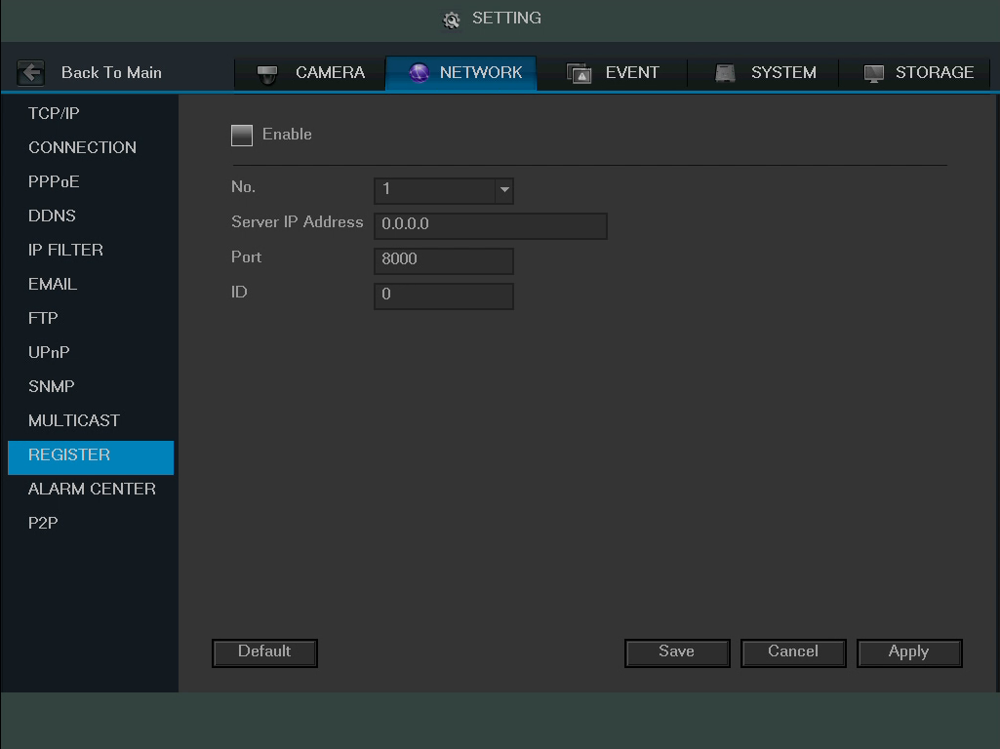 SETTING
Back To Main
CAMERA
NETWORK
EVENT
SYSTEM
STORAGE
TCP/IP
CONNECTION
PPPoE
DDNS
IP FILTER
EMAIL
FTP
UPnP
SNMP
MULTICAST
REGISTER
ALARM CENTER
P2P
Enable
No. 1
Server IP Address 0.0.0.0
Port 8000
ID 0
Default
Save
Cancel
Apply